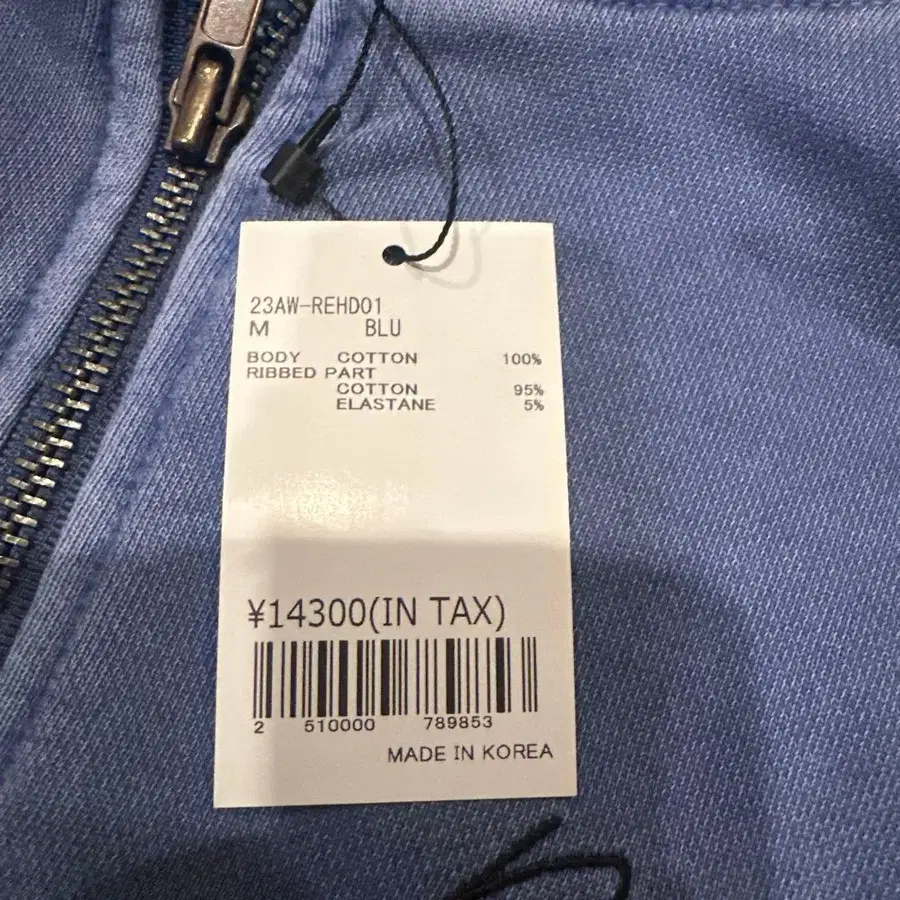 23AW-REHD01
M BLU
BODY COTTON 100%
RIBBED PART
COTTON 95%
ELASTANE 5%
¥14300(IN TAX)
2 510000 789853
MADE IN KOREA